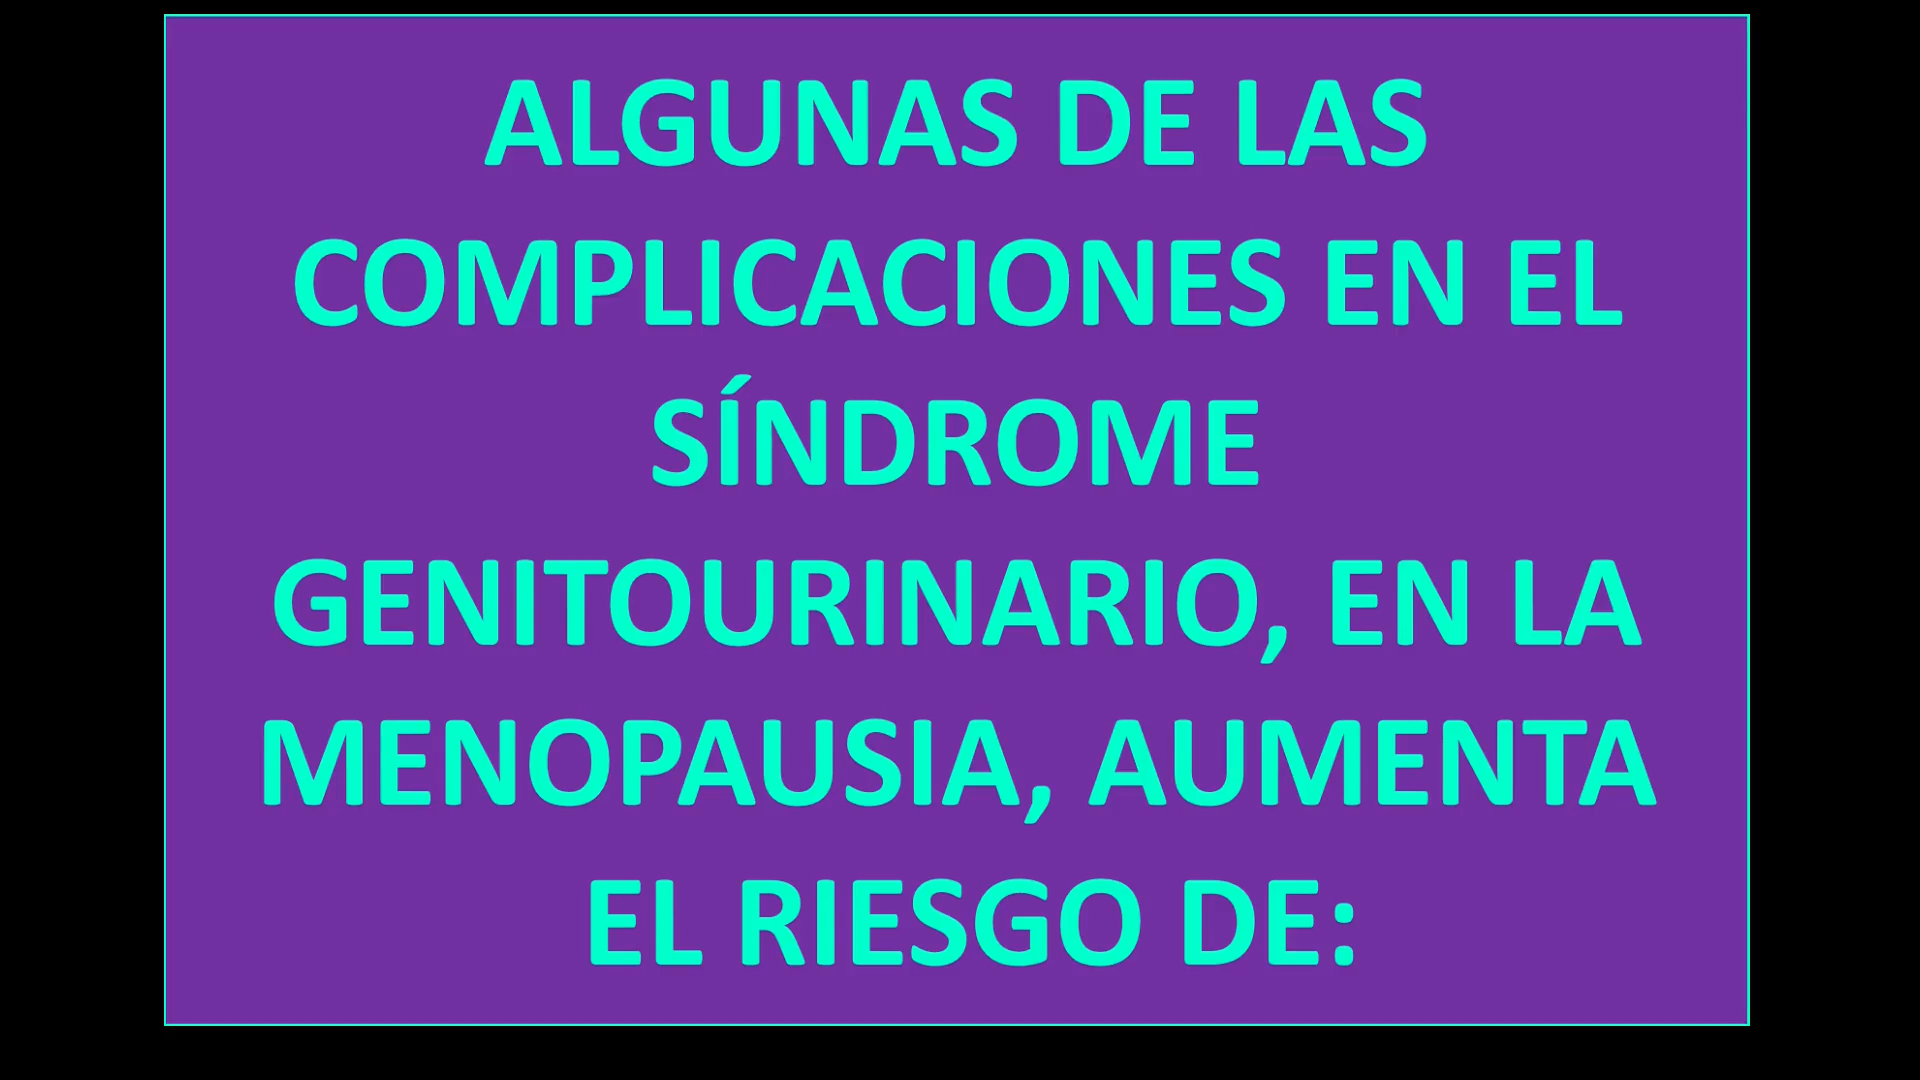 ALGUNAS DE LAS
COMPLICACIONES EN EL
SÍNDROME
GENITOURINARIO, EN LA
MENOPAUSIA, AUMENTA
EL RIESGO DE: